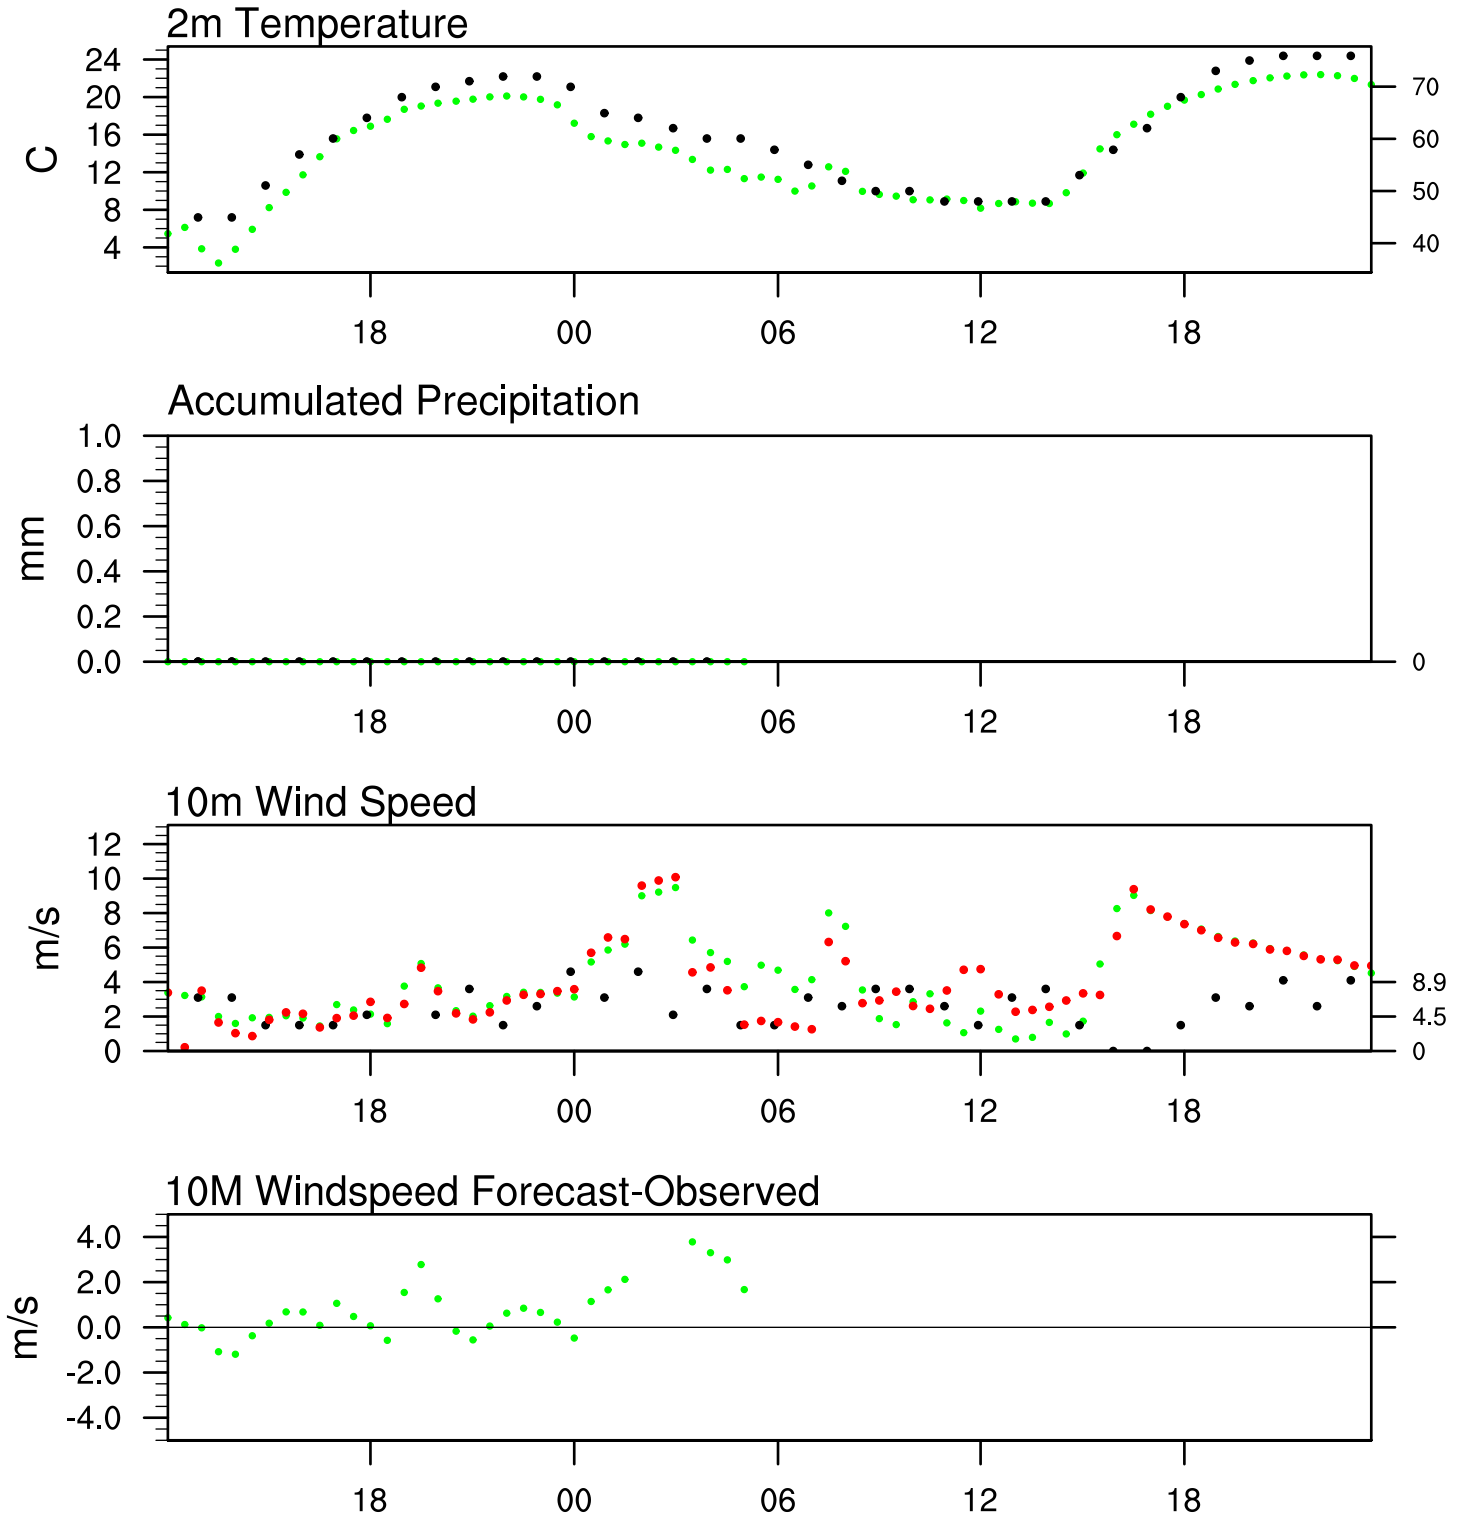 2m Temperature
24
20
16
12
8
4
C
70
60
50
40
18 00 06 12 18
Accumulated Precipitation
1.0
0.8
0.6
0.4
0.2
0.0
mm
0
18 00 06 12 18
10m Wind Speed
12
10
8
6
4
2
0
m/s
8.9
4.5
0
18 00 06 12 18
10M Windspeed Forecast-Observed
4.0
2.0
0.0
-2.0
-4.0
m/s
18 00 06 12 18